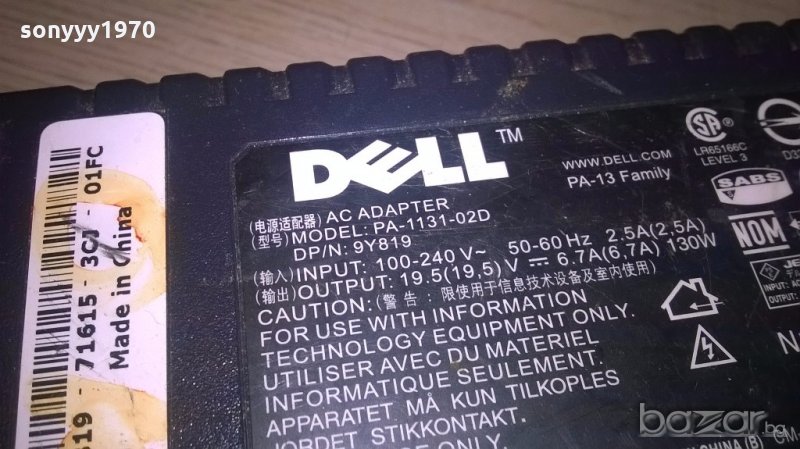 sonyyy1970
DELL™
WWW.DELL.COM
PA-13 Family
LR65166C
LEVEL 3
SABS
NOM
(电源适配器) AC ADAPTER
(型号) MODEL: PA-1131-02D
DP/N: 9Y819
(输入) INPUT: 100-240 V~ 50-60 Hz 2.5A(2,5A)
(输出) OUTPUT: 19.5(19,5) V ⎓ 6.7A(6,7A) 130W
CAUTION: (警告: 限使用于信息技术设备及室内使用)
FOR USE WITH INFORMATION
TECHNOLOGY EQUIPMENT ONLY/
UTILISER AVEC DU MATERIEL
INFORMATIQUE SEULEMENT.
APPARATET MÅ KUN TILKOPLES
JORDET STIKKONTAKT.
USE ONLY.
71615 - 3CJ - 01FC
Made in China
bazar.bg